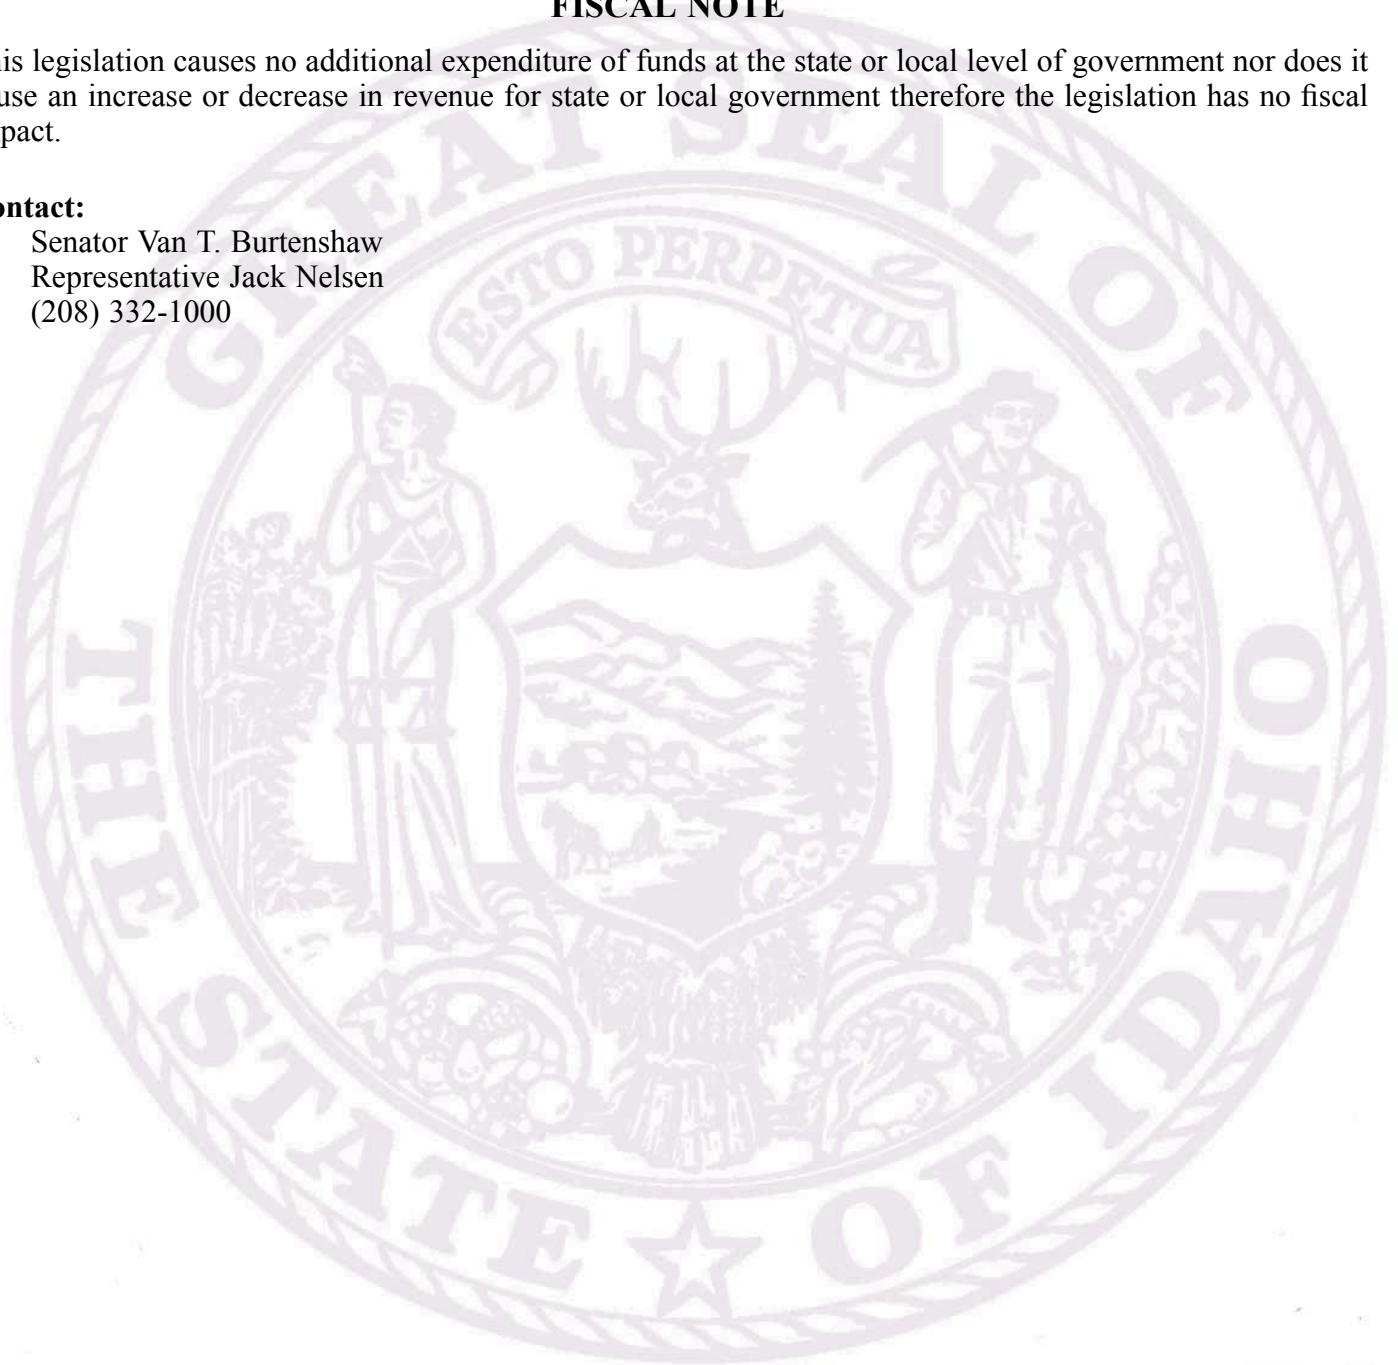 FISCAL NOTE
his legislation causes no additional expenditure of funds at the state or local level of government nor does it
use an increase or decrease in revenue for state or local government therefore the legislation has no fiscal
pact.
ontact:
Senator Van T. Burtenshaw
Representative Jack Nelsen
(208) 332-1000
GREAT SEAL OF
ESTO PERPETUA
THE STATE OF IDAHO